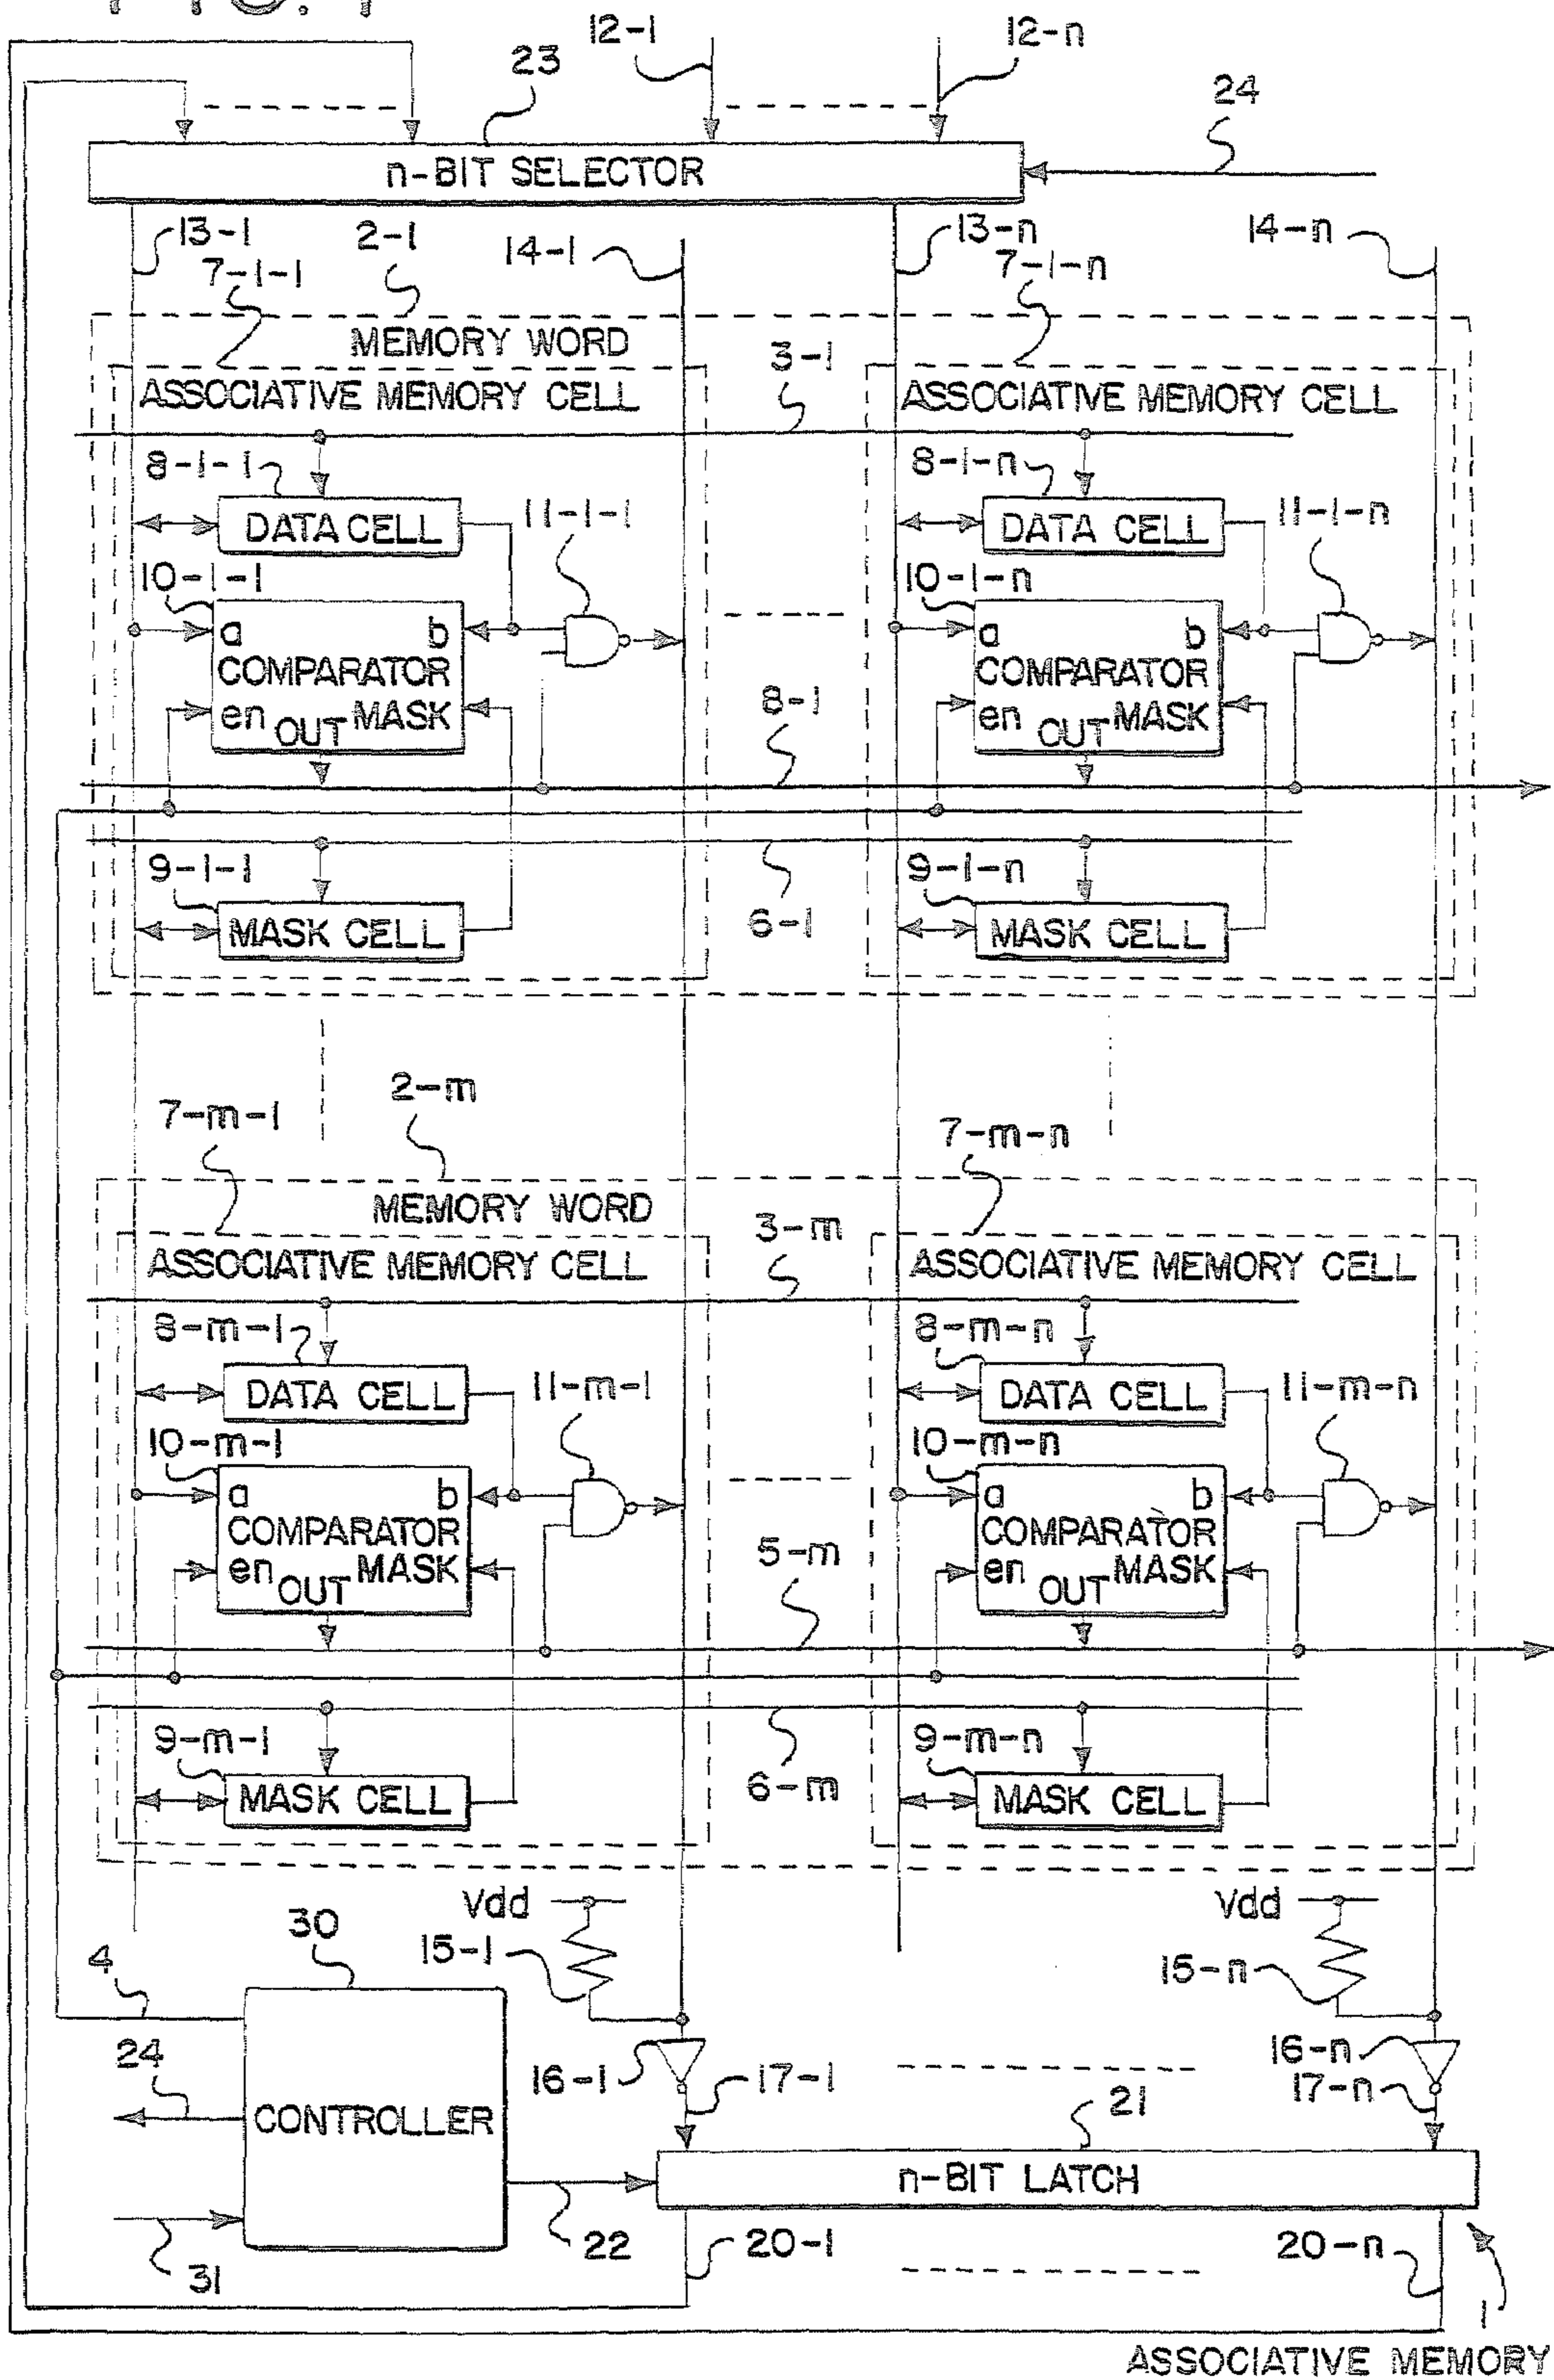 12-1
12-n
23
24
n-BIT SELECTOR
13-1
2-1
14-1
13-n
14-n
7-1-1
7-1-n
MEMORY WORD
3-1
ASSOCIATIVE MEMORY CELL
ASSOCIATIVE MEMORY CELL
8-1-1
8-1-n
DATA CELL
11-1-1
DATA CELL
11-1-n
10-1-1
10-1-n
a b
a b
COMPARATOR
COMPARATOR
8-1
en OUT MASK
en OUT MASK
9-1-1
9-1-n
6-1
MASK CELL
MASK CELL
2-m
7-m-1
7-m-n
MEMORY WORD
3-m
ASSOCIATIVE MEMORY CELL
ASSOCIATIVE MEMORY CELL
8-m-1
8-m-n
DATA CELL
11-m-1
DATA CELL
11-m-n
10-m-1
10-m-n
a b
a b
COMPARATOR
COMPARATOR
5-m
en OUT MASK
en OUT MASK
9-m-1
9-m-n
6-m
MASK CELL
MASK CELL
Vdd
Vdd
30
15-1
4
15-n
24
16-1
17-1
16-n
17-n
CONTROLLER
21
n-BIT LATCH
31
22
20-1
20-n
1
ASSOCIATIVE MEMORY